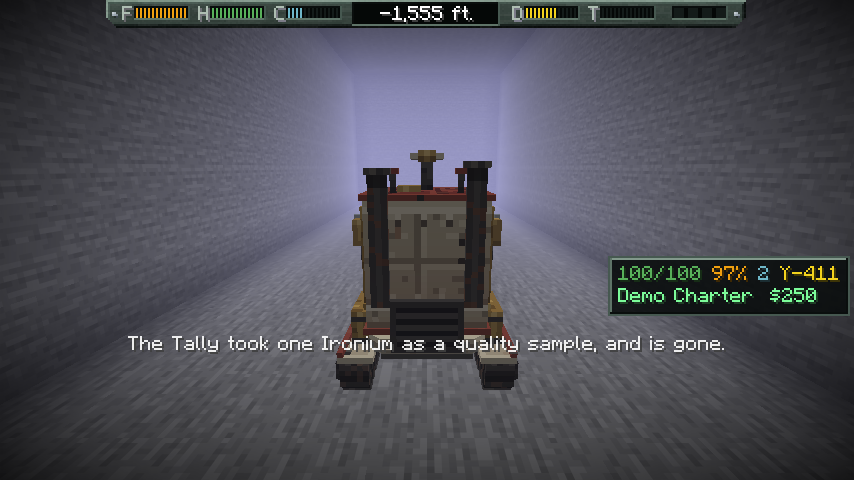 F H C -1,555 ft. D T
100/100 97% 2 Y-411
Demo Charter $250
The Tally took one Ironium as a quality sample, and is gone.